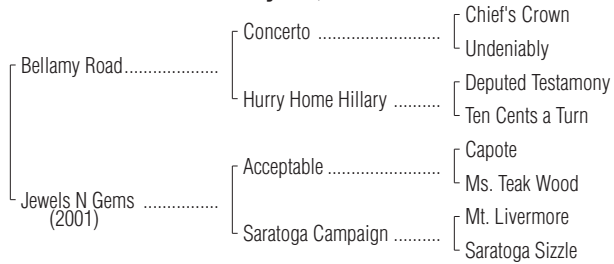 Chief's Crown
Concerto ........................
Undeniably
Bellamy Road...................
Deputed Testamony
Hurry Home Hillary ..........
Ten Cents a Turn
Capote
Acceptable ......................
Ms. Teak Wood
Jewels N Gems ...............
(2001)
Mt. Livermore
Saratoga Campaign ..........
Saratoga Sizzle